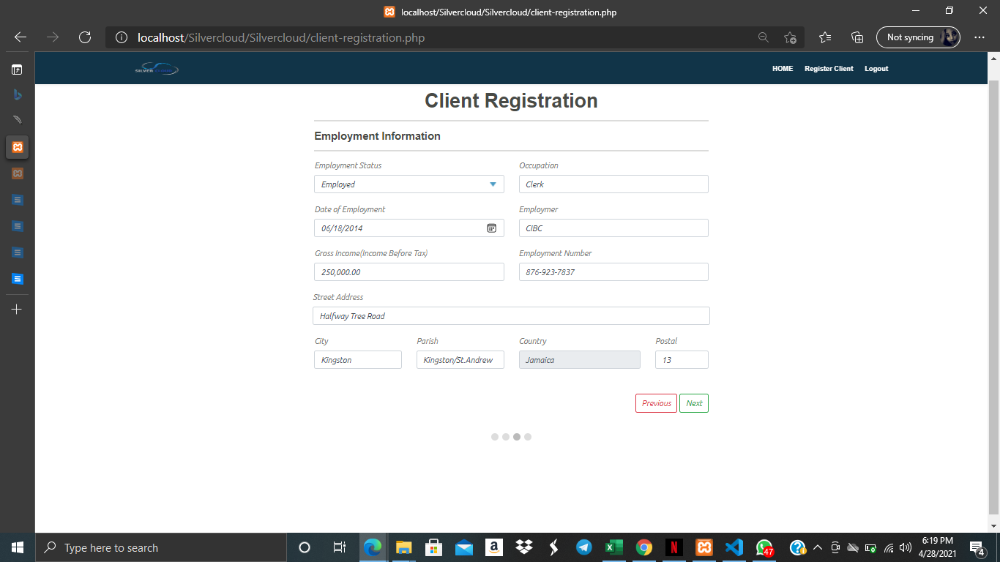 localhost/Silvercloud/Silvercloud/client-registration.php
localhost/Silvercloud/Silvercloud/client-registration.php
Not syncing
SILVER CLOUD
HOME Register Client Logout
Client Registration
Employment Information
Employment Status Occupation
Employed Clerk
Date of Employment Employmer
06/18/2014 CIBC
Gross Income(Income Before Tax) Employment Number
250,000.00 876-923-7837
Street Address
Halfway Tree Road
City Parish Country Postal
Kingston Kingston/St.Andrew Jamaica 13
Previous Next
Type here to search
47
6:19 PM
4/28/2021
4